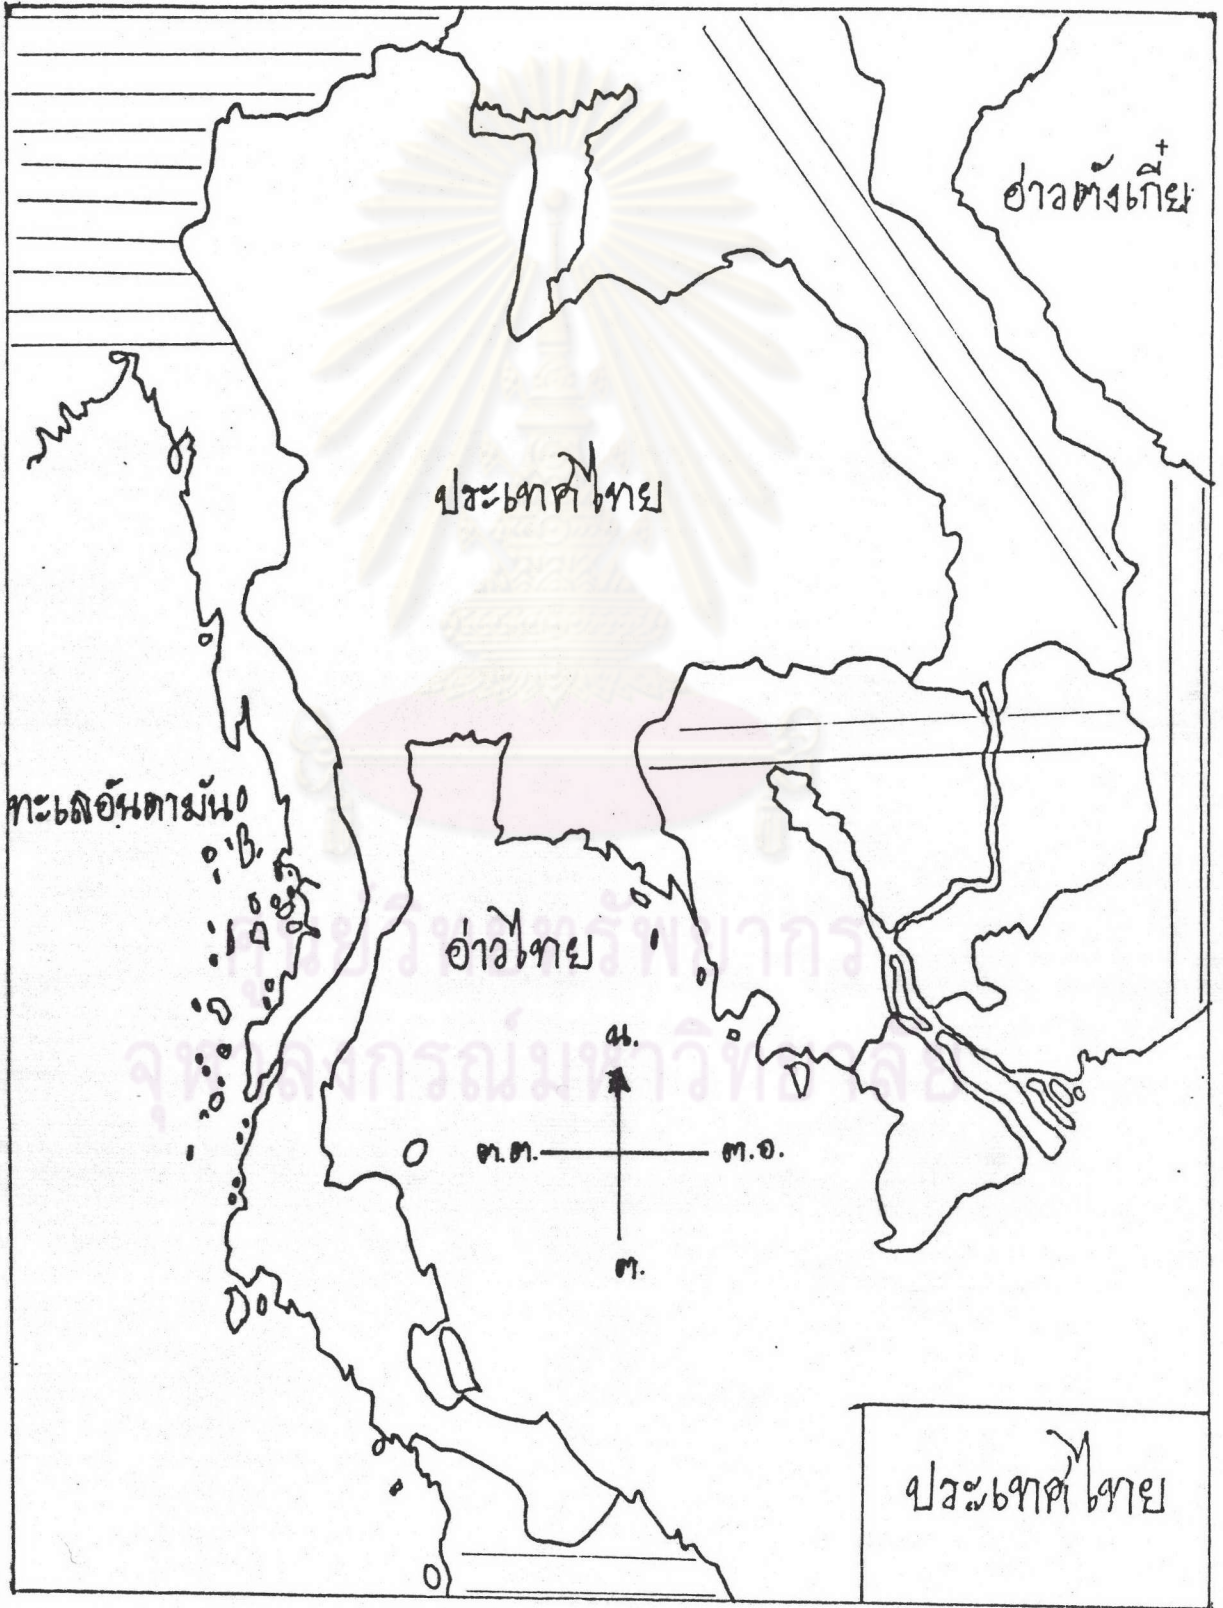 อ่าวตังเกี๋ย
ประเทศไทย
ทะเลอันดามัน
อ่าวไทย
ศูนย์วิทยทรัพยากร
จุฬาลงกรณ์มหาวิทยาลัย
น.
ต.ต.
ต.อ.
ต.
ประเทศไทย